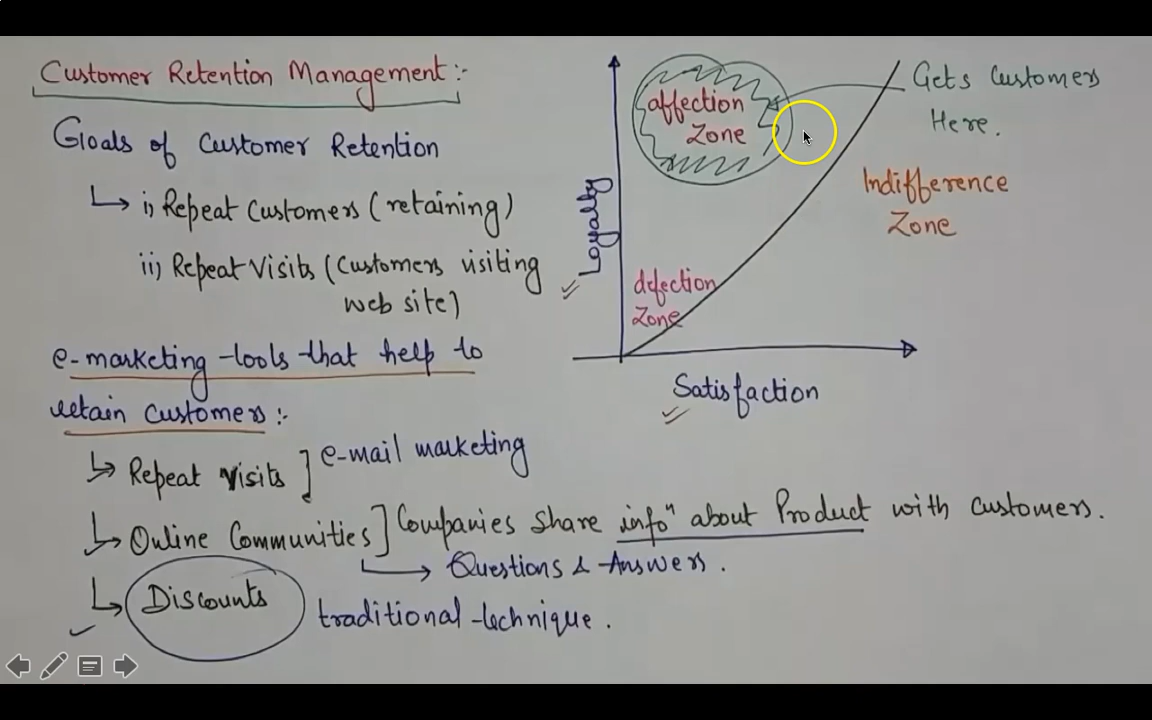 Customer Retention Management :-
Goals of Customer Retention
i) Repeat Customers (retaining)
ii) Repeat Visits (Customers visiting
web site)
e-marketing tools that help to
retain customers :-
Repeat Visits ] e-mail marketing
Online Communities ] Companies share infoⁿ about Product with customers.
Questions & Answers.
Discounts
traditional technique.
affection
Zone
Gets Customers
Here.
Indifference
Zone
Loyalty
defection
Zone
Satisfaction